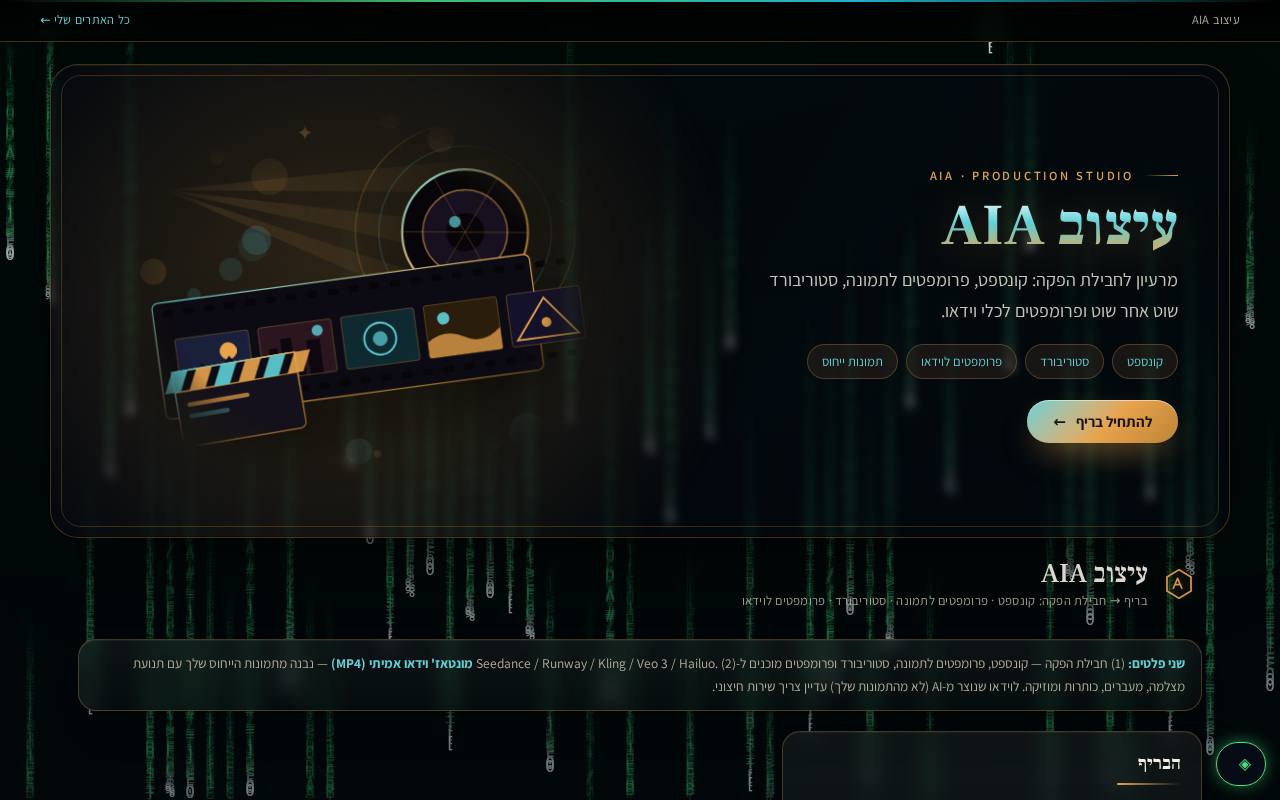 עיצוב AIA
כל האתרים שלי ←
AIA · PRODUCTION STUDIO
עיצוב AIA
מרעיון לחבילת הפקה: קונספט, פרומפטים לתמונה, סטוריבורד
שוט אחר שוט ופרומפטים לכלי וידאו.
קונספט
סטוריבורד
פרומפטים לוידאו
תמונות ייחוס
להתחיל בריף ←
עיצוב AIA
בריף → חבילת הפקה: קונספט · פרומפטים לתמונה · סטוריבורד · פרומפטים לוידאו
שני פלטים: (1) חבילת הפקה — קונספט, פרומפטים לתמונה, סטוריבורד ופרומפטים מוכנים ל-Seedance / Runway / Kling / Veo 3 / Hailuo. (2) מונטאז' וידאו אמיתי (MP4) — נבנה מתמונות הייחוס שלך עם תנועת
מצלמה, מעברים, כותרות ומוזיקה. לוידאו שנוצר מ-AI (לא מהתמונות שלך) עדיין צריך שירות חיצוני.
הבריף